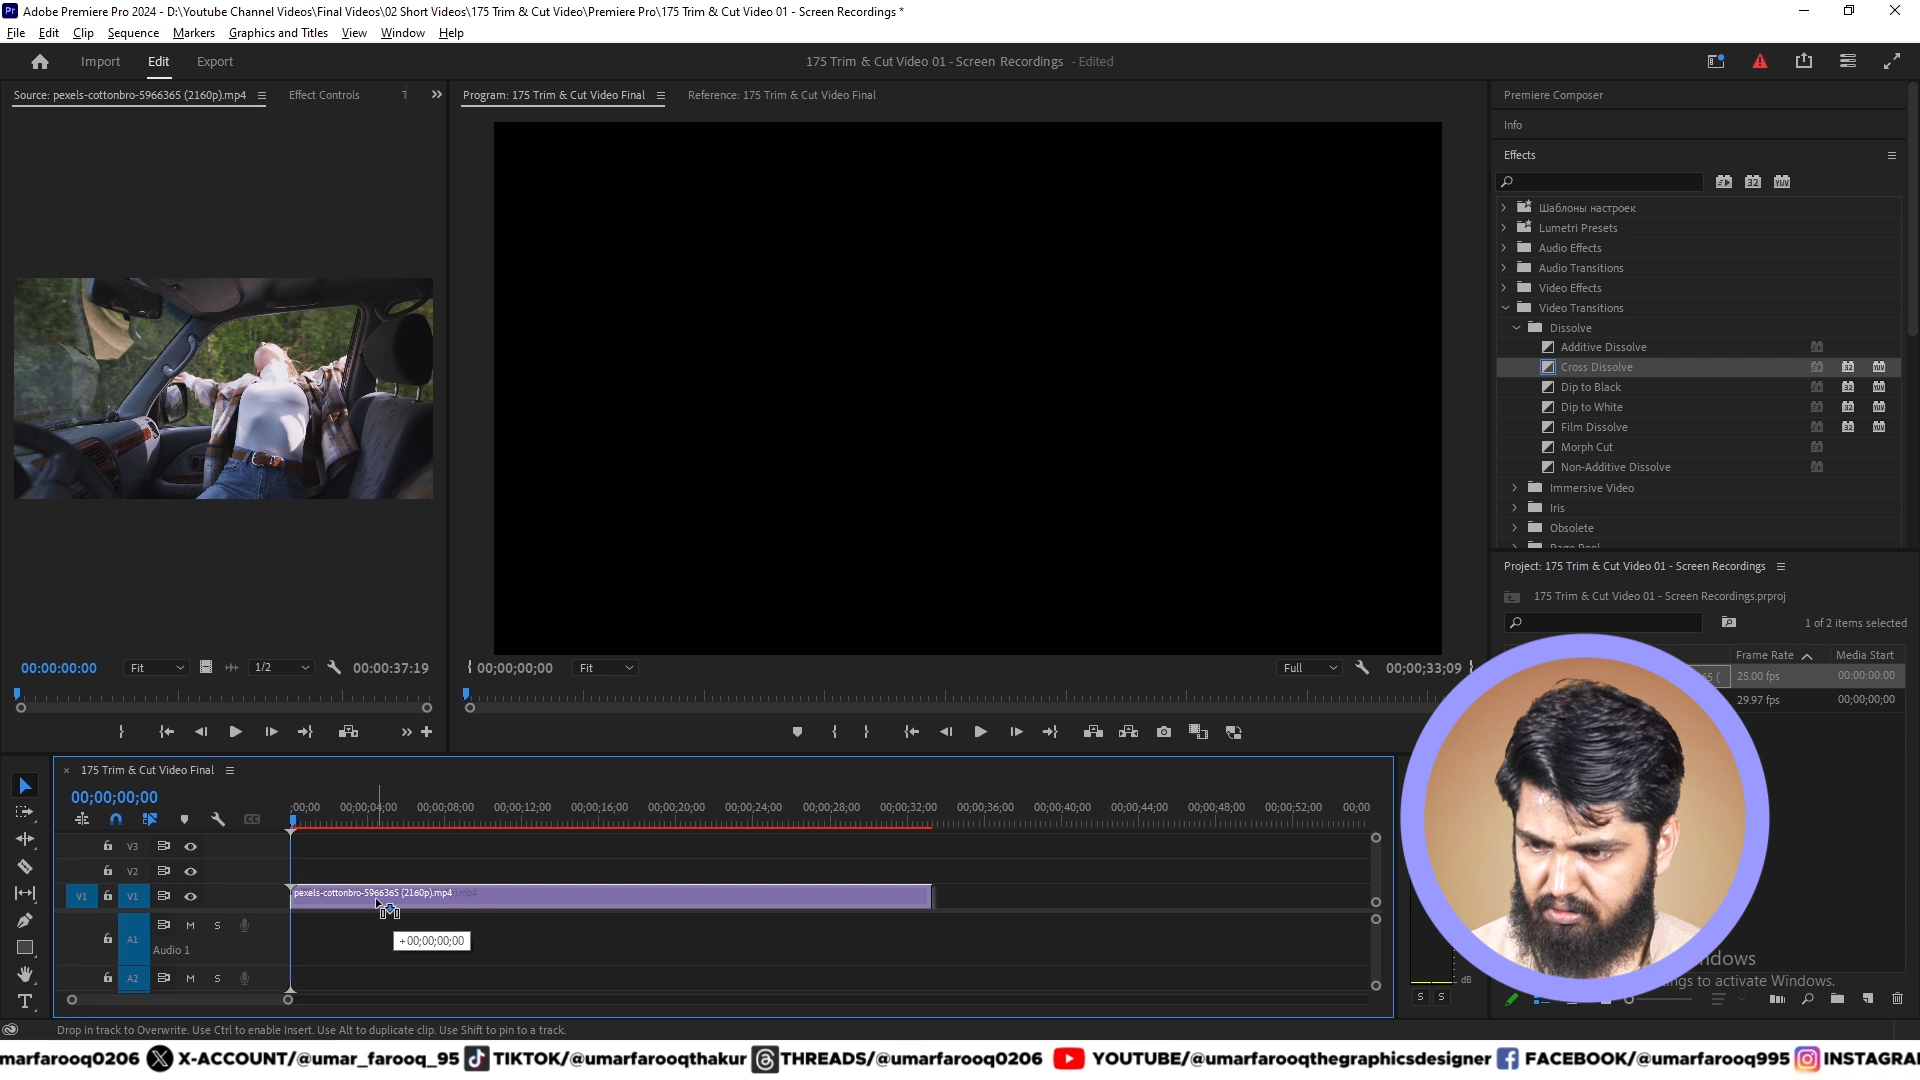 Adobe Premiere Pro 2024 - D:\Youtube Channel Videos\Final Videos\02 Short Videos\175 Trim & Cut Video\Premiere Pro\175 Trim & Cut Video 01 - Screen Recordings *
File Edit Clip Sequence Markers Graphics and Titles View Window Help
Import Edit Export
175 Trim & Cut Video 01 - Screen Recordings - Edited
Source: pexels-cottonbro-5966365 (2160p).mp4
Effect Controls
Program: 175 Trim & Cut Video Final
Reference: 175 Trim & Cut Video Final
Premiere Composer
Info
Effects
32
YUV
Шаблоны настроек
Lumetri Presets
Audio Effects
Audio Transitions
Video Effects
Video Transitions
Dissolve
Additive Dissolve
Cross Dissolve
Dip to Black
Dip to White
Film Dissolve
Morph Cut
Non-Additive Dissolve
Immersive Video
Iris
Obsolete
Page Peel
Project: 175 Trim & Cut Video 01 - Screen Recordings
175 Trim & Cut Video 01 - Screen Recordings.prproj
1 of 2 items selected
Frame Rate Media Start
25.00 fps 00:00:00:00
29.97 fps 00;00;00;00
00:00:00:00 Fit 1/2 00:00:37:19
00;00;00;00 Fit Full 00;00;33;09
175 Trim & Cut Video Final
00;00;00;00
;00;00 00;00;04;00 00;00;08;00 00;00;12;00 00;00;16;00 00;00;20;00 00;00;24;00 00;00;28;00 00;00;32;00 00;00;36;00 00;00;40;00 00;00;44;00 00;00;48;00 00;00;52;00 00;00
V3
V2
V1 V1
pexels-cottonbro-5966365 (2160p).mp4
+00;00;00;00
A1 M S
Audio 1
A2 M S
S S
dB
ndows
ngs to activate Windows.
Drop in track to Overwrite. Use Ctrl to enable Insert. Use Alt to duplicate clip. Use Shift to pin to a track.
marfarooq0206 X-ACCOUNT/@umar_farooq_95 TIKTOK/@umarfarooqthakur THREADS/@umarfarooq0206 YOUTUBE/@umarfarooqthegraphicsdesigner FACEBOOK/@umarfarooq995 INSTAGRA